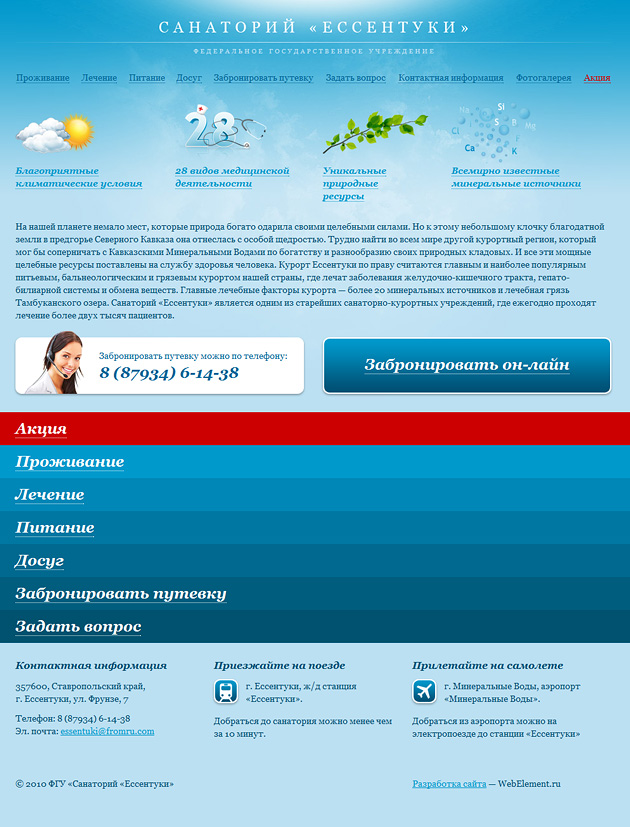 САНАТОРИЙ «ЕССЕНТУКИ»
ФЕДЕРАЛЬНОЕ ГОСУДАРСТВЕННОЕ УЧРЕЖДЕНИЕ
Проживание Лечение Питание Досуг Забронировать путевку Задать вопрос Контактная информация Фотогалерея Акция
28
Na Si S B Mg Cl Ca K
Благоприятные
климатические условия
28 видов медицинской
деятельности
Уникальные
природные
ресурсы
Всемирно известные
минеральные источники
На нашей планете немало мест, которые природа богато одарила своими целебными силами. Но к этому небольшому клочку благодатной
земли в предгорье Северного Кавказа она отнеслась с особой щедростью. Трудно найти во всем мире другой курортный регион, который
мог бы соперничать с Кавказскими Минеральными Водами по богатству и разнообразию своих природных кладовых. И все эти мощные
целебные ресурсы поставлены на службу здоровья человека. Курорт Ессентуки по праву считаются главным и наиболее популярным
питьевым, бальнеологическим и грязевым курортом нашей страны, где лечат заболевания желудочно-кишечного тракта, гепато-
билиарной системы и обмена веществ. Главные лечебные факторы курорта — более 20 минеральных источников и лечебная грязь
Тамбуканского озера. Санаторий «Ессентуки» является одним из старейших санаторно-курортных учреждений, где ежегодно проходят
лечение более двух тысяч пациентов.
Забронировать путевку можно по телефону:
8 (87934) 6-14-38
Забронировать он-лайн
Акция
Проживание
Лечение
Питание
Досуг
Забронировать путевку
Задать вопрос
Контактная информация
357600, Ставропольский край,
г. Ессентуки, ул. Фрунзе, 7
Телефон: 8 (87934) 6-14-38
Эл. почта: essentuki@fromru.com
Приезжайте на поезде
г. Ессентуки, ж/д станция
«Ессентуки».
Добраться до санатория можно менее чем
за 10 минут.
Прилетайте на самолете
г. Минеральные Воды, аэропорт
«Минеральные Воды».
Добраться из аэропорта можно на
электропоезде до станции «Ессентуки»
© 2010 ФГУ «Санаторий «Ессентуки»
Разработка сайта — WebElement.ru